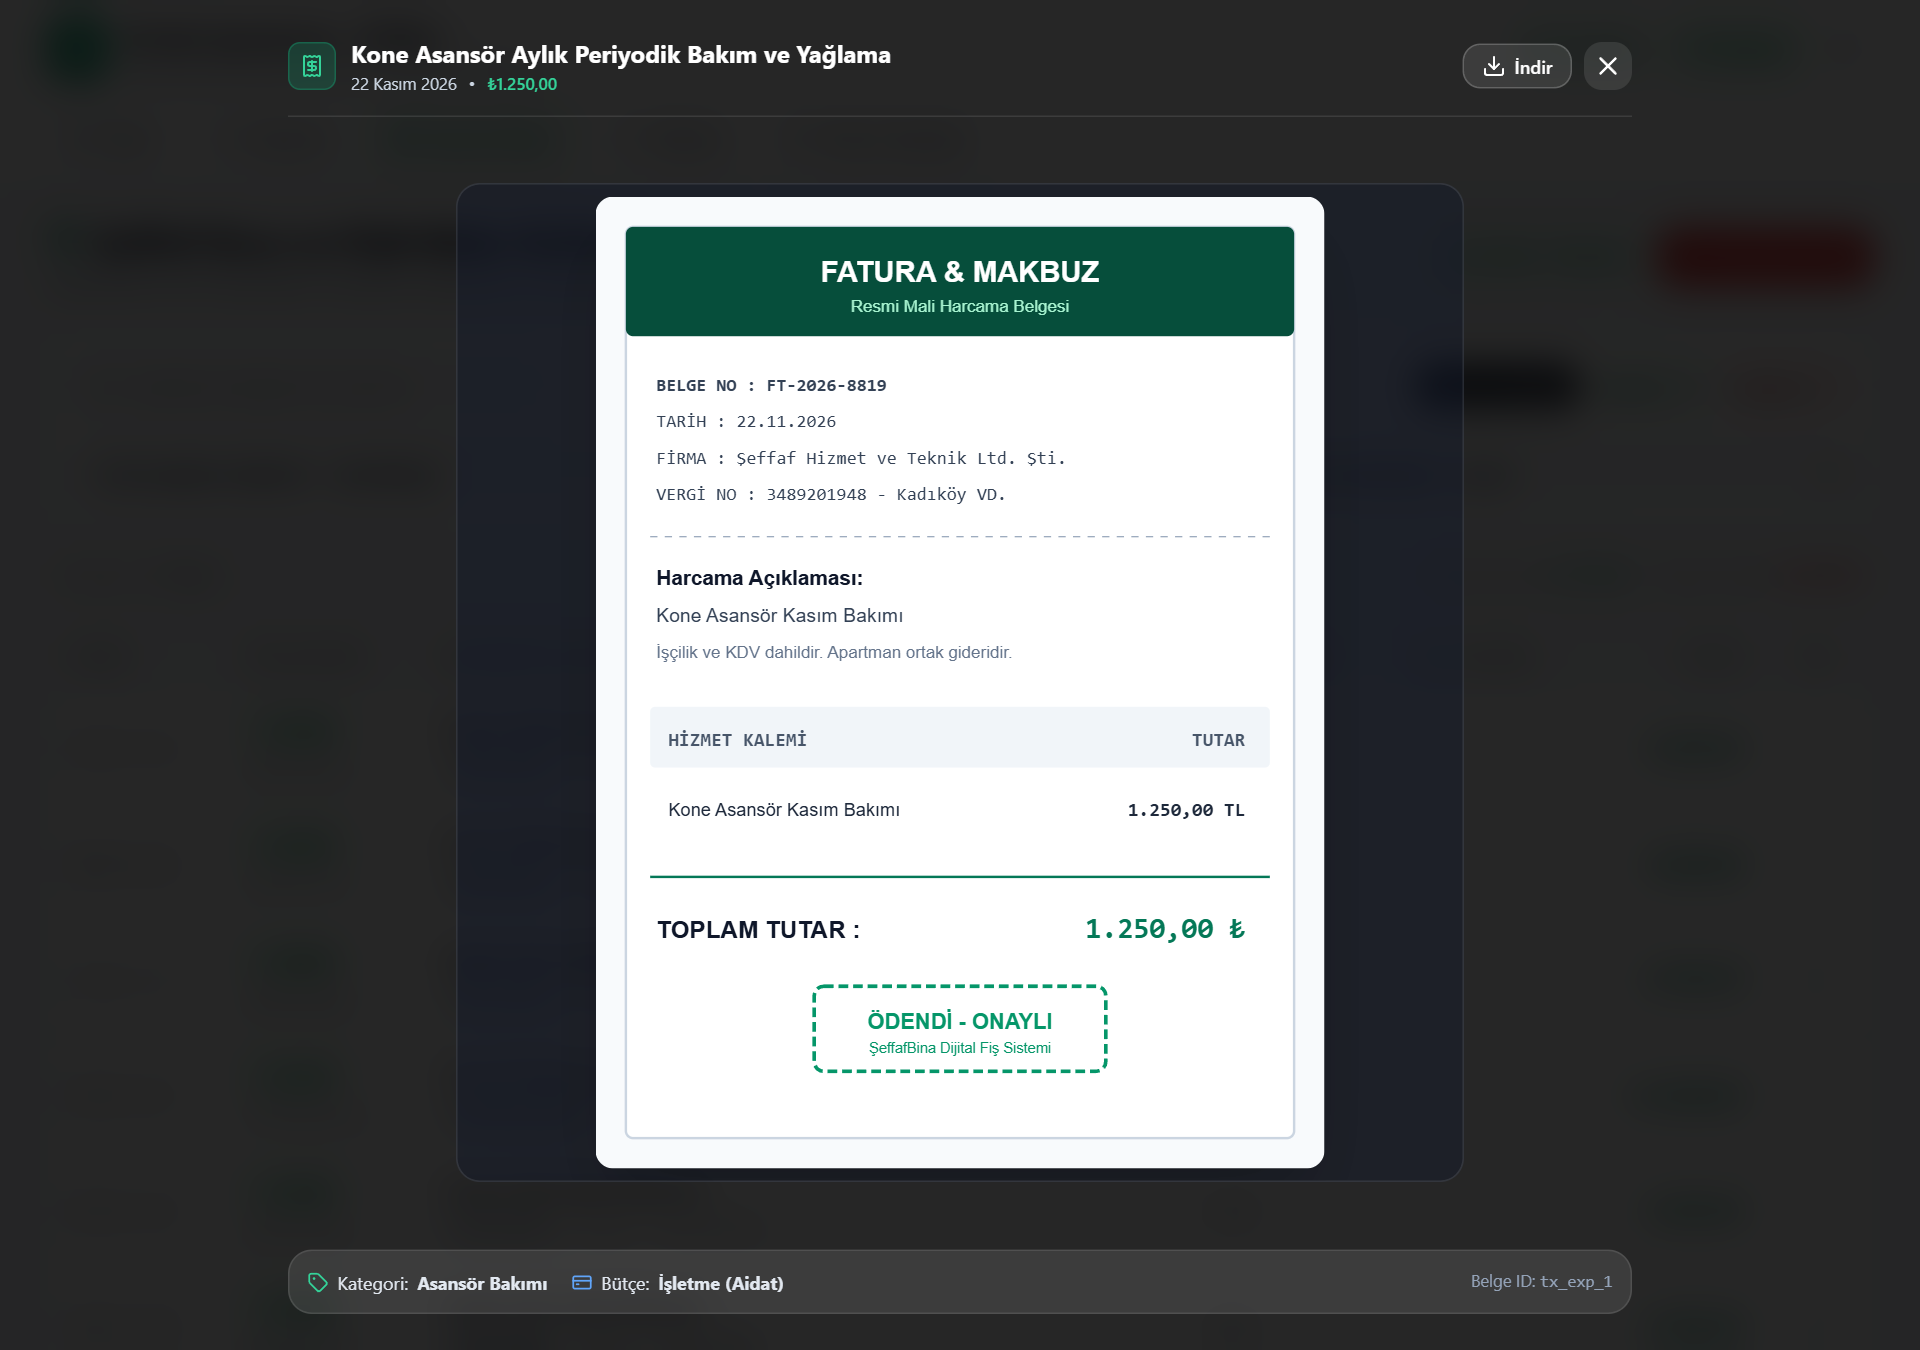 Kone Asansör Aylık Periyodik Bakım ve Yağlama
22 Kasım 2026 • ₺1.250,00
İndir
FATURA & MAKBUZ
Resmi Mali Harcama Belgesi
BELGE NO : FT-2026-8819
TARİH : 22.11.2026
FİRMA : Şeffaf Hizmet ve Teknik Ltd. Şti.
VERGİ NO : 3489201948 - Kadıköy VD.
Harcama Açıklaması:
Kone Asansör Kasım Bakımı
İşçilik ve KDV dahildir. Apartman ortak gideridir.
HİZMET KALEMİ TUTAR
Kone Asansör Kasım Bakımı 1.250,00 TL
TOPLAM TUTAR : 1.250,00 ₺
ÖDENDİ - ONAYLI
ŞeffafBina Dijital Fiş Sistemi
Kategori: Asansör Bakımı Bütçe: İşletme (Aidat) Belge ID: tx_exp_1